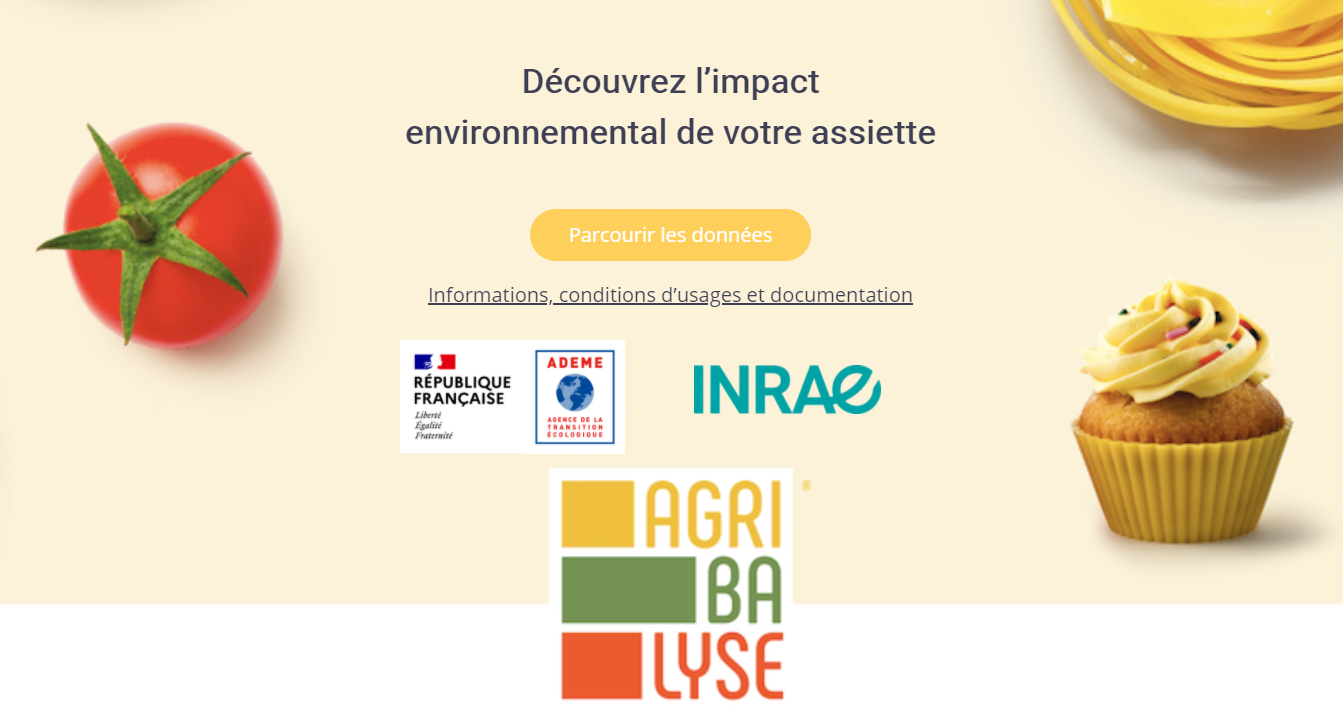 Découvrez l’impact
environnemental de votre assiette
Parcourir les données
Informations, conditions d’usages et documentation
RÉPUBLIQUE
FRANÇAISE
Liberté
Égalité
Fraternité
ADEME
AGENCE DE LA
TRANSITION
ÉCOLOGIQUE
INRAE
AGRI ®
BA
LYSE